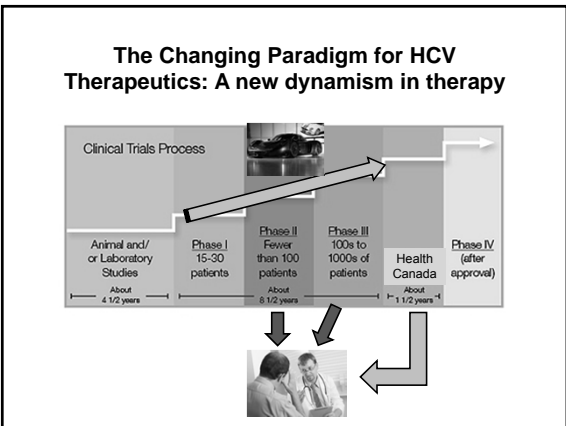 The Changing Paradigm for HCV
Therapeutics: A new dynamism in therapy
Clinical Trials Process
Animal and/
or Laboratory
Studies
About
4 1/2 years
Phase I
15-30
patients
Phase II
Fewer
than 100
patients
Phase III
100s to
1000s of
patients
About
8 1/2 years
Health
Canada
About
1 1/2 years
Phase IV
(after
approval)